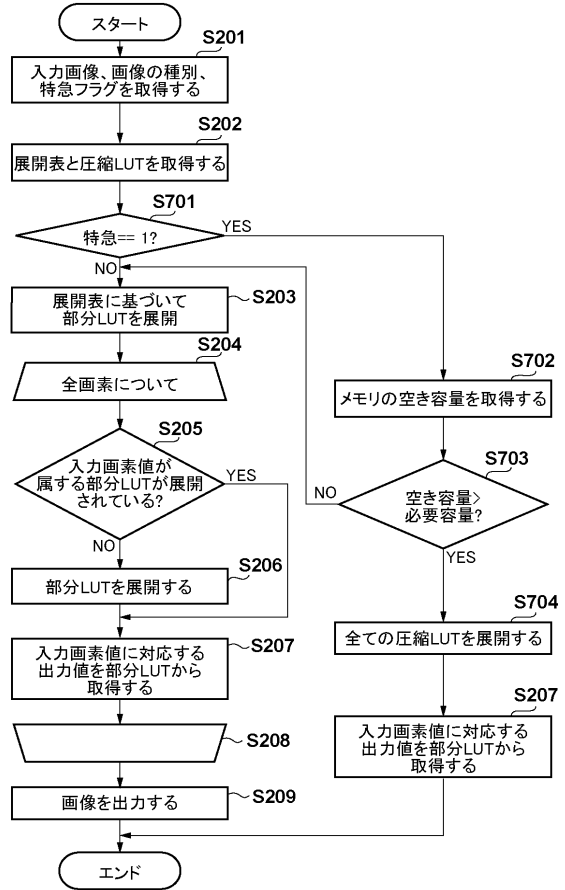 スタート
S201
入力画像、画像の種別、
特急フラグを取得する
S202
展開表と圧縮LUTを取得する
S701
特急== 1?
YES
NO
展開表に基づいて
部分LUTを展開
S203
S204
全画素について
S205
入力画素値が
属する部分LUTが展開
されている?
YES
NO
S206
部分LUTを展開する
S207
入力画素値に対応する
出力値を部分LUTから
取得する
S208
S209
画像を出力する
S702
メモリの空き容量を取得する
S703
空き容量>
必要容量?
NO
YES
S704
全ての圧縮LUTを展開する
S207
入力画素値に対応する
出力値を部分LUTから
取得する
エンド